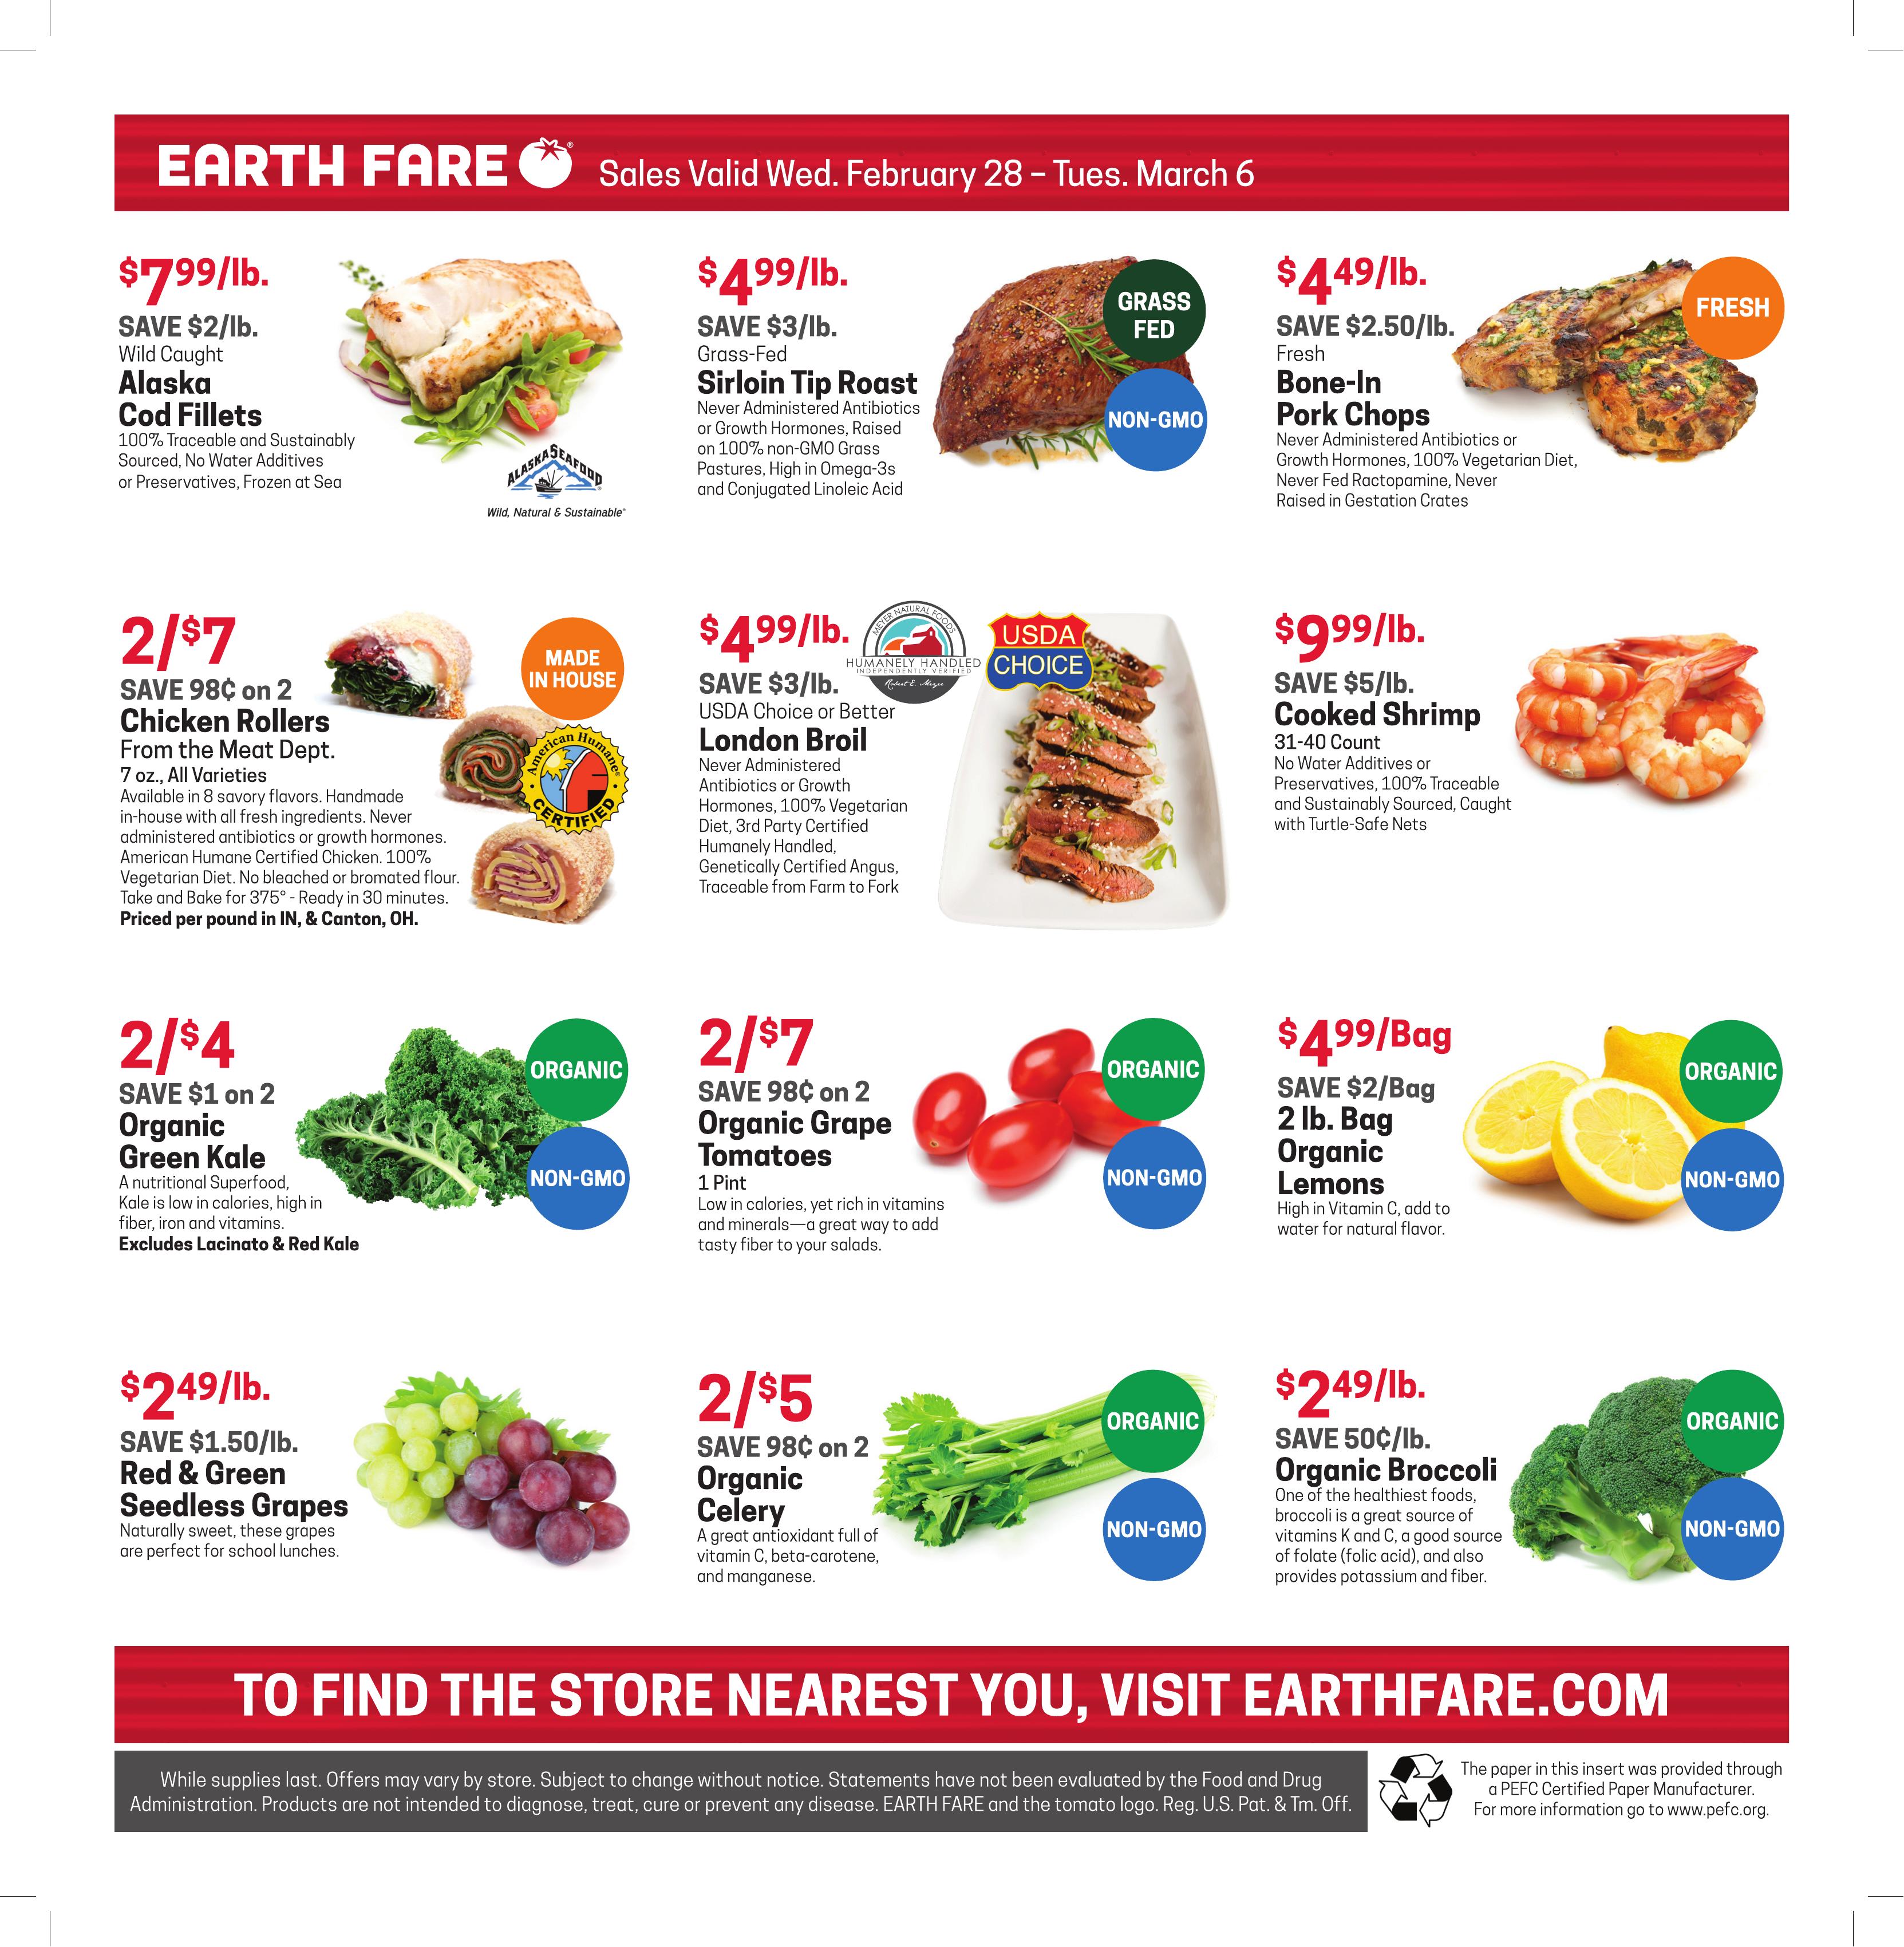 EARTH FARE
Sales Valid Wed. February 28 – Tues. March 6
$7 99/lb.
SAVE $2/lb.
Wild Caught
Alaska
Cod Fillets
100% Traceable and Sustainably
Sourced, No Water Additives
or Preservatives, Frozen at Sea
ALASKA SEAFOOD
Wild, Natural & Sustainable®
$4 99/lb.
SAVE $3/lb.
Grass-Fed
Sirloin Tip Roast
Never Administered Antibiotics
or Growth Hormones, Raised
on 100% non-GMO Grass
Pastures, High in Omega-3s
and Conjugated Linoleic Acid
GRASS
FED
NON-GMO
$4 49/lb.
SAVE $2.50/lb.
Fresh
Bone-In
Pork Chops
Never Administered Antibiotics or
Growth Hormones, 100% Vegetarian Diet,
Never Fed Ractopamine, Never
Raised in Gestation Crates
FRESH
2/$7
SAVE 98¢ on 2
Chicken Rollers
From the Meat Dept.
7 oz., All Varieties
Available in 8 savory flavors. Handmade
in-house with all fresh ingredients. Never
administered antibiotics or growth hormones.
American Humane Certified Chicken. 100%
Vegetarian Diet. No bleached or bromated flour.
Take and Bake for 375° - Ready in 30 minutes.
Priced per pound in IN, & Canton, OH.
MADE
IN HOUSE
American Humane®
CERTIFIED
$4 99/lb.
SAVE $3/lb.
USDA Choice or Better
London Broil
Never Administered
Antibiotics or Growth
Hormones, 100% Vegetarian
Diet, 3rd Party Certified
Humanely Handled,
Genetically Certified Angus,
Traceable from Farm to Fork
MEYER NATURAL FOODS
HUMANELY HANDLED
INDEPENDENTLY VERIFIED
Robert E. Meyer
USDA
CHOICE
$9 99/lb.
SAVE $5/lb.
Cooked Shrimp
31-40 Count
No Water Additives or
Preservatives, 100% Traceable
and Sustainably Sourced, Caught
with Turtle-Safe Nets
2/$4
SAVE $1 on 2
Organic
Green Kale
A nutritional Superfood,
Kale is low in calories, high in
fiber, iron and vitamins.
Excludes Lacinato & Red Kale
ORGANIC
NON-GMO
2/$7
SAVE 98¢ on 2
Organic Grape
Tomatoes
1 Pint
Low in calories, yet rich in vitamins
and minerals—a great way to add
tasty fiber to your salads.
ORGANIC
NON-GMO
$4 99/Bag
SAVE $2/Bag
2 lb. Bag
Organic
Lemons
High in Vitamin C, add to
water for natural flavor.
ORGANIC
NON-GMO
$2 49/lb.
SAVE $1.50/lb.
Red & Green
Seedless Grapes
Naturally sweet, these grapes
are perfect for school lunches.
2/$5
SAVE 98¢ on 2
Organic
Celery
A great antioxidant full of
vitamin C, beta-carotene,
and manganese.
ORGANIC
NON-GMO
$2 49/lb.
SAVE 50¢/lb.
Organic Broccoli
One of the healthiest foods,
broccoli is a great source of
vitamins K and C, a good source
of folate (folic acid), and also
provides potassium and fiber.
ORGANIC
NON-GMO
TO FIND THE STORE NEAREST YOU, VISIT EARTHFARE.COM
While supplies last. Offers may vary by store. Subject to change without notice. Statements have not been evaluated by the Food and Drug
Administration. Products are not intended to diagnose, treat, cure or prevent any disease. EARTH FARE and the tomato logo. Reg. U.S. Pat. & Tm. Off.
The paper in this insert was provided through
a PEFC Certified Paper Manufacturer.
For more information go to www.pefc.org.